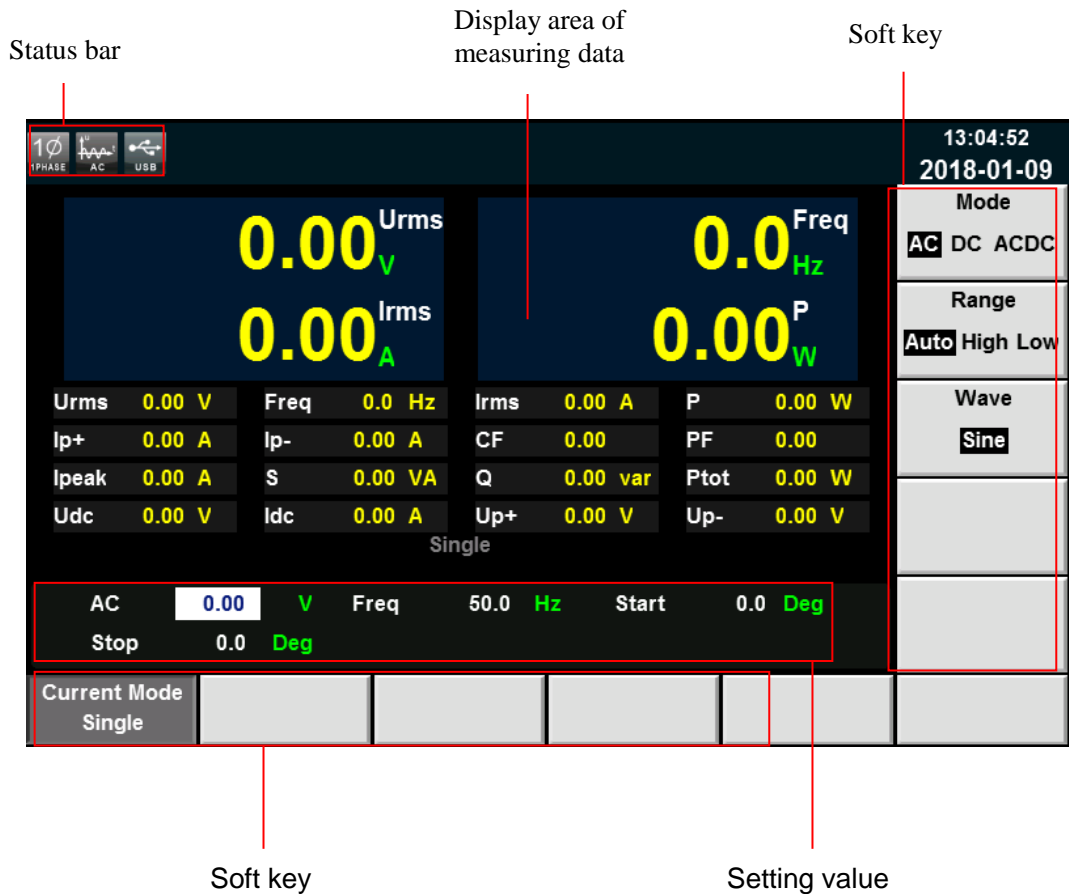 Display area of
measuring data
Soft key
Status bar
1Ø
1PHASE
U
t
AC
USB
13:04:52
2018-01-09
0.00 Urms V
0.0 Freq Hz
0.00 Irms A
0.00 P W
Mode
AC DC ACDC
Range
Auto High Low
Wave
Sine
Urms 0.00 V Freq 0.0 Hz Irms 0.00 A P 0.00 W
Ip+ 0.00 A Ip- 0.00 A CF 0.00 PF 0.00
Ipeak 0.00 A S 0.00 VA Q 0.00 var Ptot 0.00 W
Udc 0.00 V Idc 0.00 A Up+ 0.00 V Up- 0.00 V
Single
AC 0.00 V Freq 50.0 Hz Start 0.0 Deg
Stop 0.0 Deg
Current Mode
Single
Soft key
Setting value